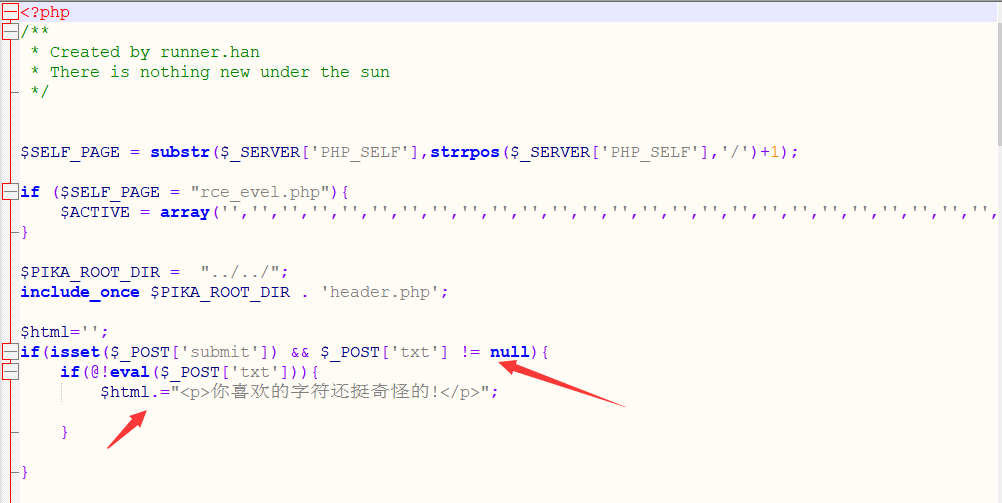 <?php
/**
 * Created by runner.han
 * There is nothing new under the sun
 */
$SELF_PAGE = substr($_SERVER['PHP_SELF'],strrpos($_SERVER['PHP_SELF'],'/')+1);
if ($SELF_PAGE = "rce_evel.php"){
    $ACTIVE = array('','','','','','','','','','','','','','','','','','','','','','','','','','',
}
$PIKA_ROOT_DIR =  "../../";
include_once $PIKA_ROOT_DIR . 'header.php';
$html='';
if(isset($_POST['submit']) && $_POST['txt'] != null){
    if(@!eval($_POST['txt'])){
        $html.="<p>你喜欢的字符还挺奇怪的!</p>";
    }
}